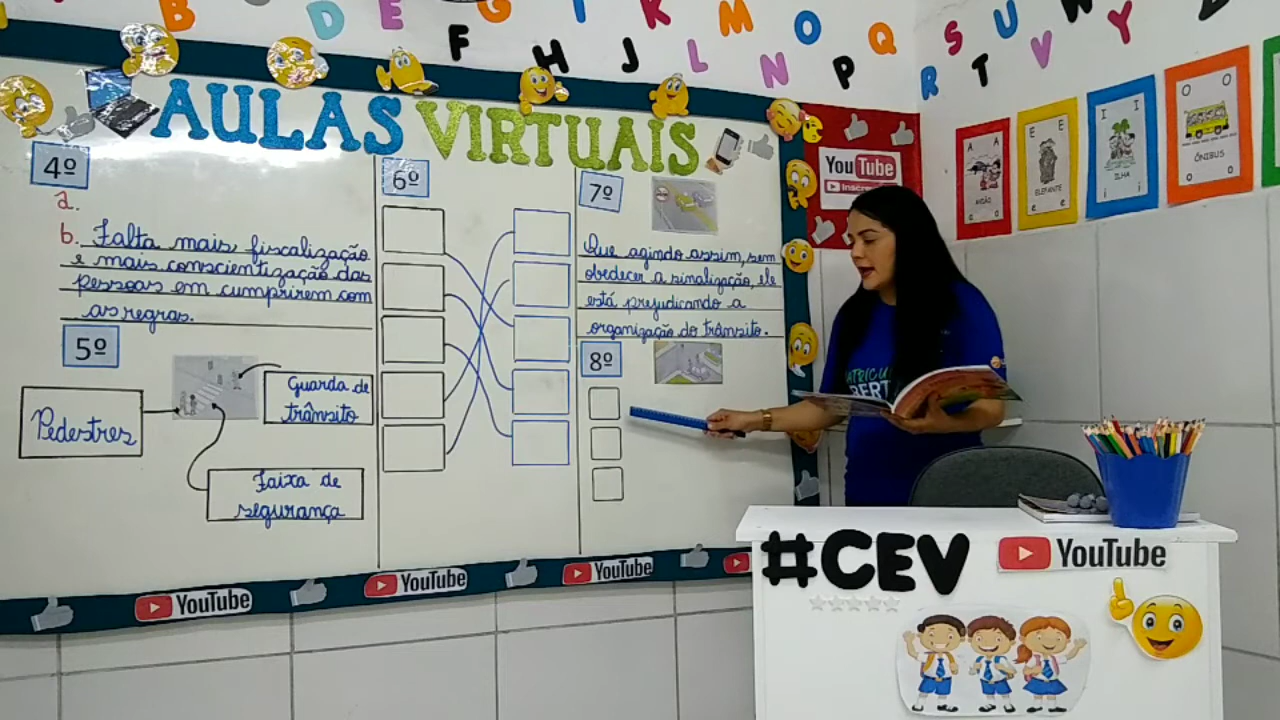 B D E G I K M O Q S U W Y Z
F H J L N P R T V
AULAS VIRTUAIS
4º
a.
b. Falta mais fiscalização
e mais conscientização das
pessoas em cumprirem com
as regras.
5º
Pedestres
Guarda de
trânsito
Faixa de
segurança
6º
7º
Que agindo assim, sem
obedecer a sinalização, ele
está prejudicando a
organização do trânsito.
8º
YouTube
Inscreva
A A
AVIÃO
E E
ELEFANTE
e e
I I
ILHA
i i
O O
ÔNIBUS
o o
YouTube
YouTube
YouTube
#CEV
YouTube